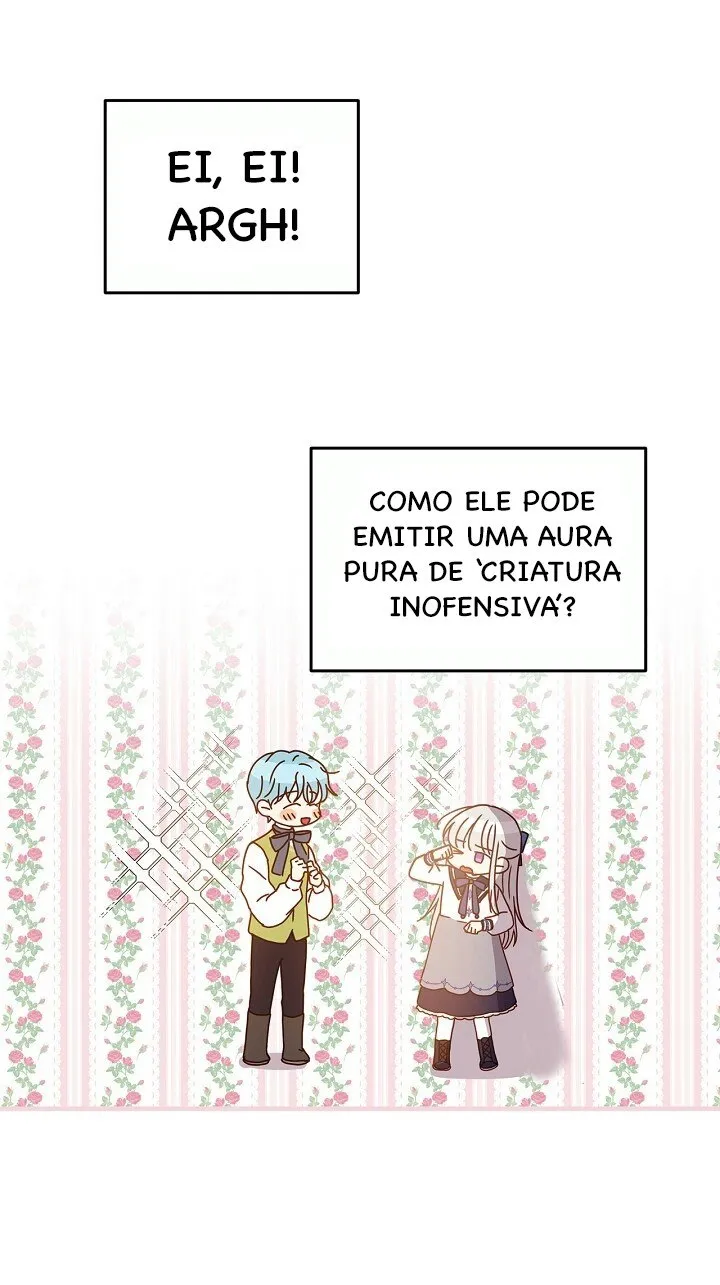 EI, EI!
ARGH!
COMO ELE PODE
EMITIR UMA AURA
PURA DE ‘CRIATURA
INOFENSIVA’?